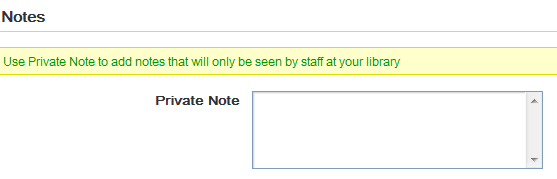 Notes
Use Private Note to add notes that will only be seen by staff at your library
Private Note